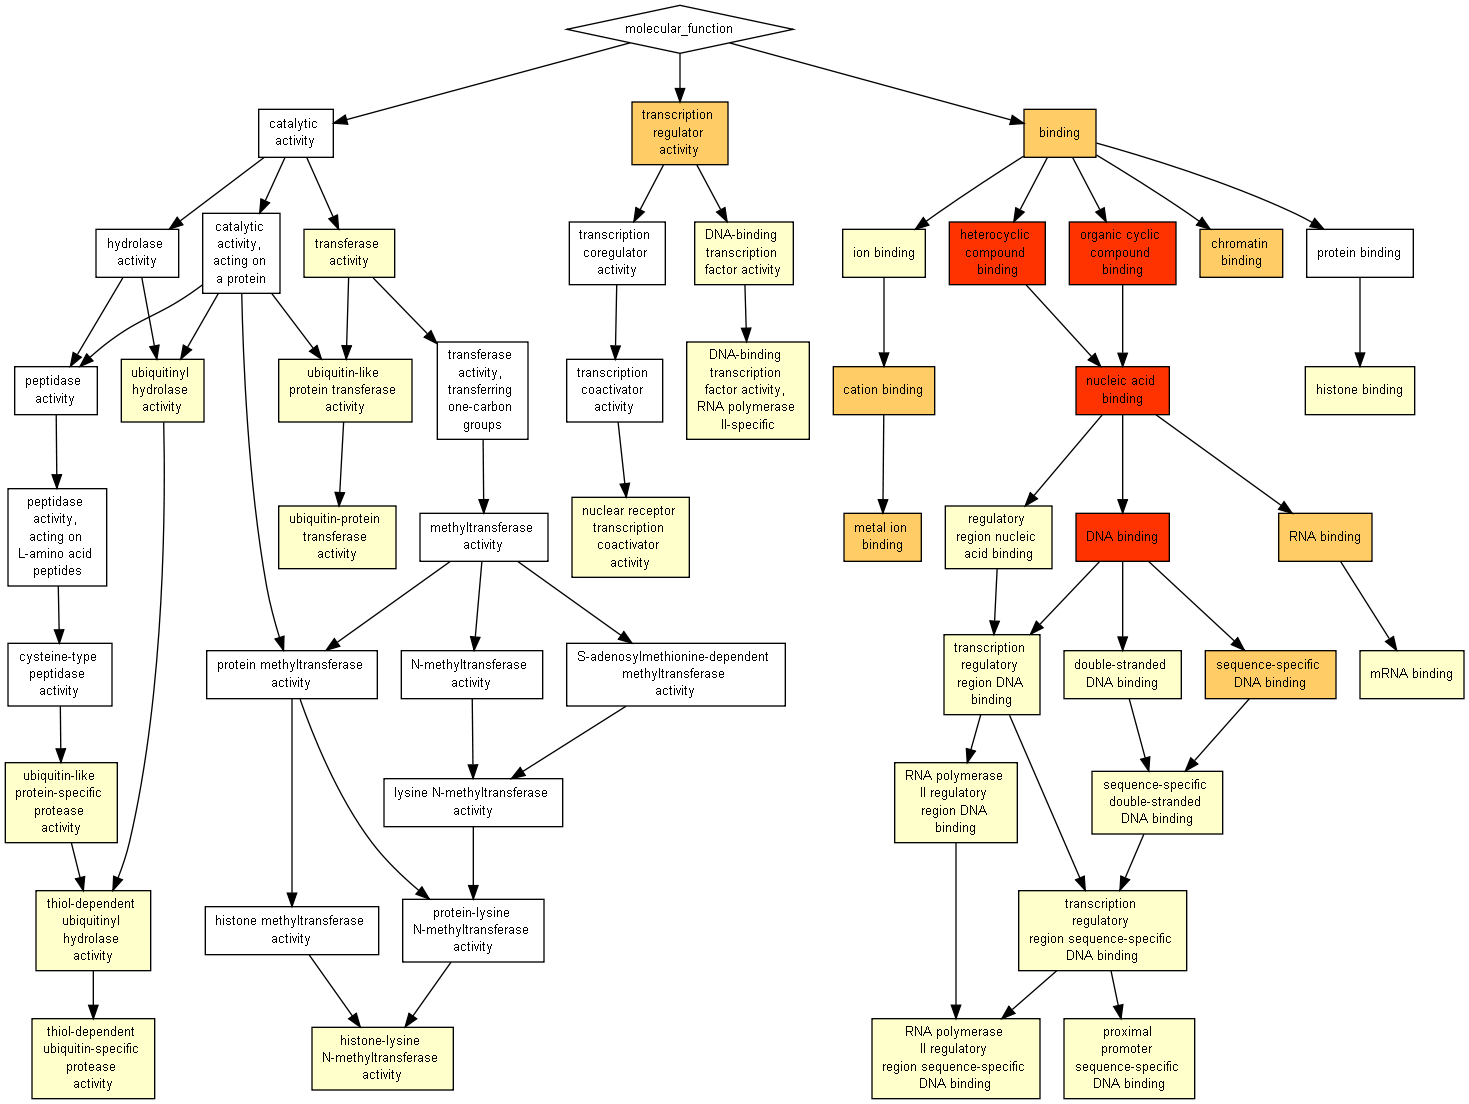 molecular_function
catalytic
activity
transcription
regulator
activity
binding
hydrolase
activity
catalytic
activity,
acting on
a protein
transferase
activity
transcription
coregulator
activity
DNA-binding
transcription
factor activity
ion binding
heterocyclic
compound
binding
organic cyclic
compound
binding
chromatin
binding
protein binding
peptidase
activity
ubiquitinyl
hydrolase
activity
ubiquitin-like
protein transferase
activity
transferase
activity,
transferring
one-carbon
groups
transcription
coactivator
activity
DNA-binding
transcription
factor activity,
RNA polymerase
II-specific
cation binding
nucleic acid
binding
histone binding
peptidase
activity,
acting on
L-amino acid
peptides
ubiquitin-protein
transferase
activity
methyltransferase
activity
nuclear receptor
transcription
coactivator
activity
metal ion
binding
regulatory
region nucleic
acid binding
DNA binding
RNA binding
cysteine-type
peptidase
activity
protein methyltransferase
activity
N-methyltransferase
activity
S-adenosylmethionine-dependent
methyltransferase
activity
transcription
regulatory
region DNA
binding
double-stranded
DNA binding
sequence-specific
DNA binding
mRNA binding
ubiquitin-like
protein-specific
protease
activity
lysine N-methyltransferase
activity
RNA polymerase
II regulatory
region DNA
binding
sequence-specific
double-stranded
DNA binding
thiol-dependent
ubiquitinyl
hydrolase
activity
histone methyltransferase
activity
protein-lysine
N-methyltransferase
activity
transcription
regulatory
region sequence-specific
DNA binding
thiol-dependent
ubiquitin-specific
protease
activity
histone-lysine
N-methyltransferase
activity
RNA polymerase
II regulatory
region sequence-specific
DNA binding
proximal
promoter
sequence-specific
DNA binding